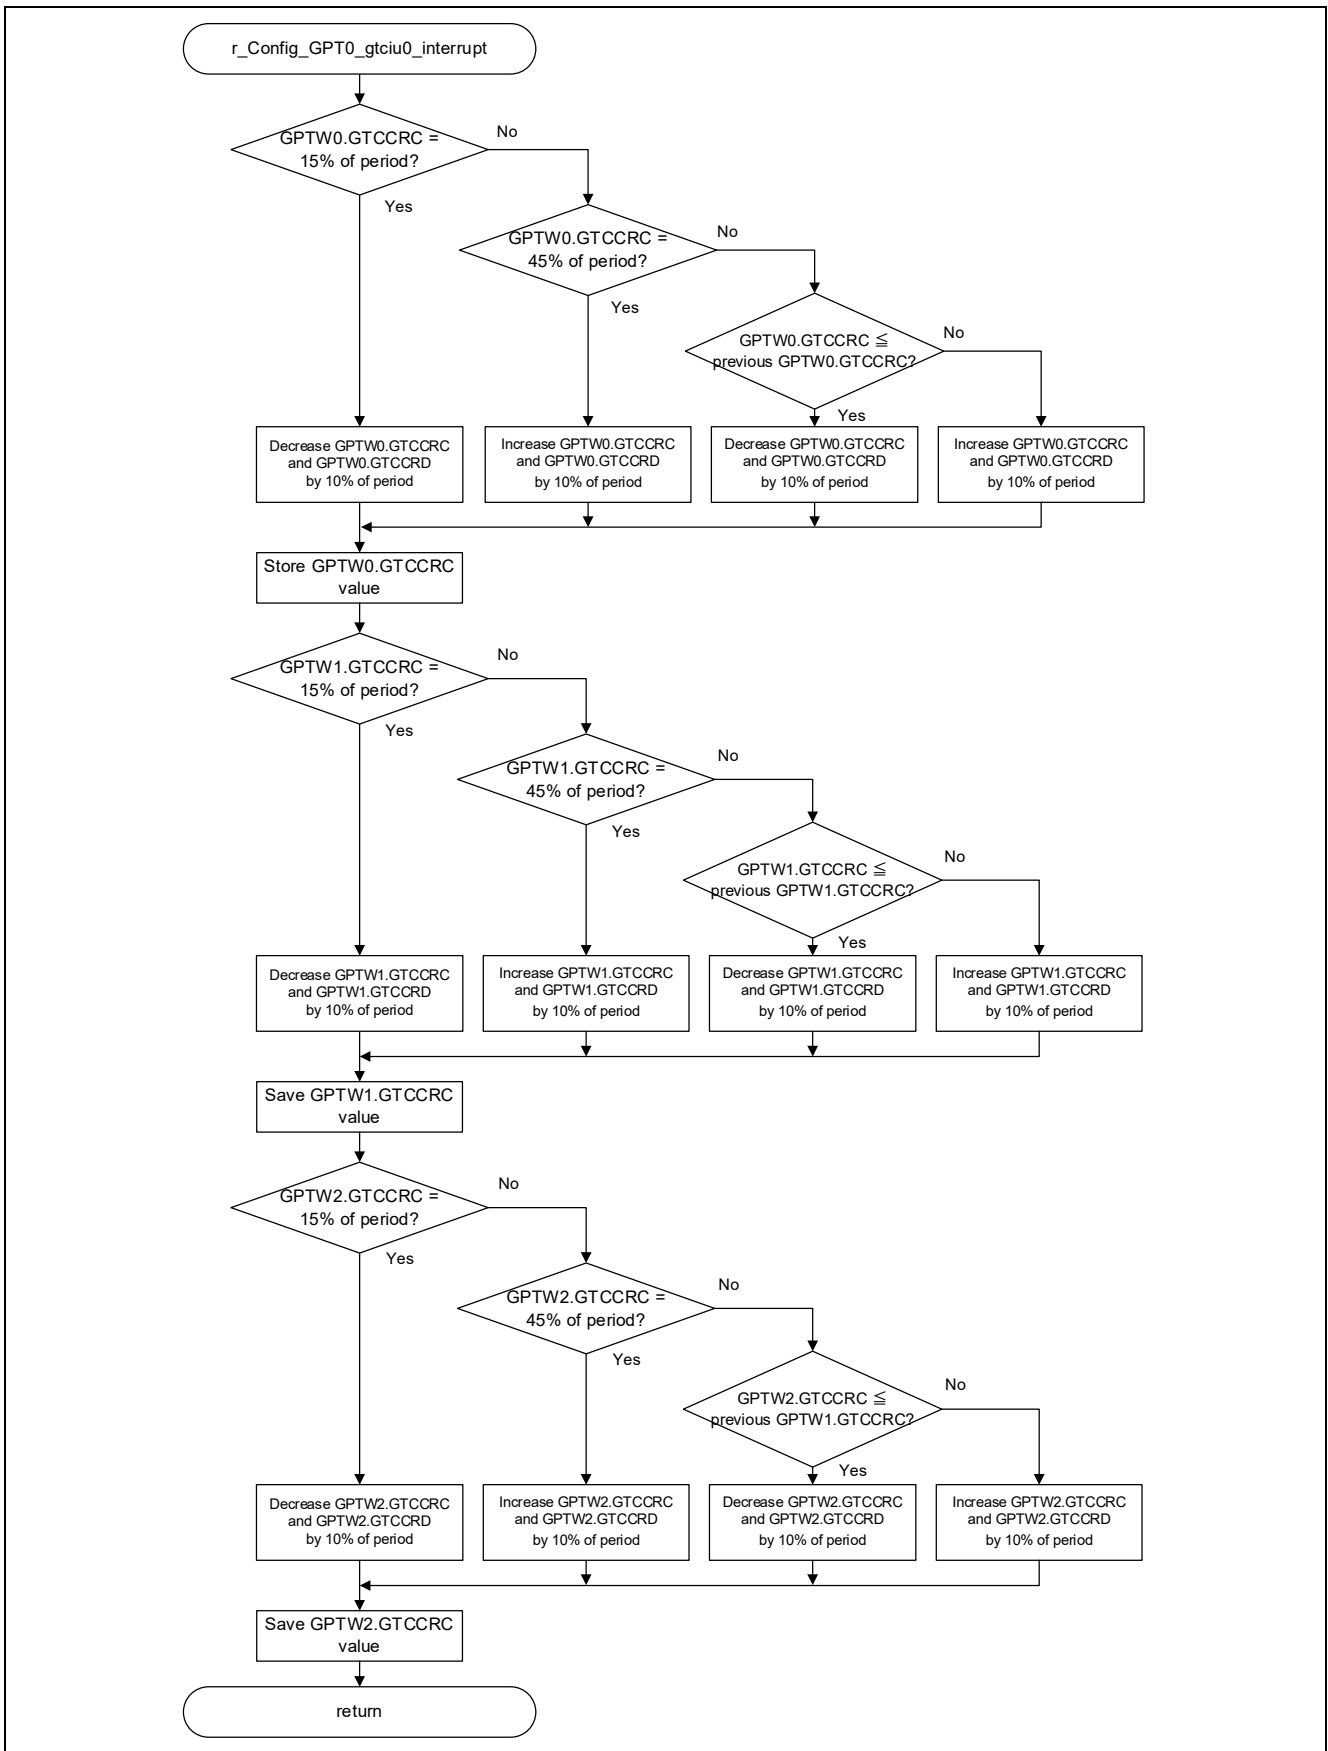 r_Config_GPT0_gtciu0_interrupt
GPTW0.GTCCRC =
15% of period?
No
Yes
GPTW0.GTCCRC =
45% of period?
No
Yes
GPTW0.GTCCRC ≦
previous GPTW0.GTCCRC?
No
Yes
Decrease GPTW0.GTCCRC
and GPTW0.GTCCRD
by 10% of period
Increase GPTW0.GTCCRC
and GPTW0.GTCCRD
by 10% of period
Decrease GPTW0.GTCCRC
and GPTW0.GTCCRD
by 10% of period
Increase GPTW0.GTCCRC
and GPTW0.GTCCRD
by 10% of period
Store GPTW0.GTCCRC
value
GPTW1.GTCCRC =
15% of period?
No
Yes
GPTW1.GTCCRC =
45% of period?
No
Yes
GPTW1.GTCCRC ≦
previous GPTW1.GTCCRC?
No
Yes
Decrease GPTW1.GTCCRC
and GPTW1.GTCCRD
by 10% of period
Increase GPTW1.GTCCRC
and GPTW1.GTCCRD
by 10% of period
Decrease GPTW1.GTCCRC
and GPTW1.GTCCRD
by 10% of period
Increase GPTW1.GTCCRC
and GPTW1.GTCCRD
by 10% of period
Save GPTW1.GTCCRC
value
GPTW2.GTCCRC =
15% of period?
No
Yes
GPTW2.GTCCRC =
45% of period?
No
Yes
GPTW2.GTCCRC ≦
previous GPTW1.GTCCRC?
No
Yes
Decrease GPTW2.GTCCRC
and GPTW2.GTCCRD
by 10% of period
Increase GPTW2.GTCCRC
and GPTW2.GTCCRD
by 10% of period
Decrease GPTW2.GTCCRC
and GPTW2.GTCCRD
by 10% of period
Increase GPTW2.GTCCRC
and GPTW2.GTCCRD
by 10% of period
Save GPTW2.GTCCRC
value
return